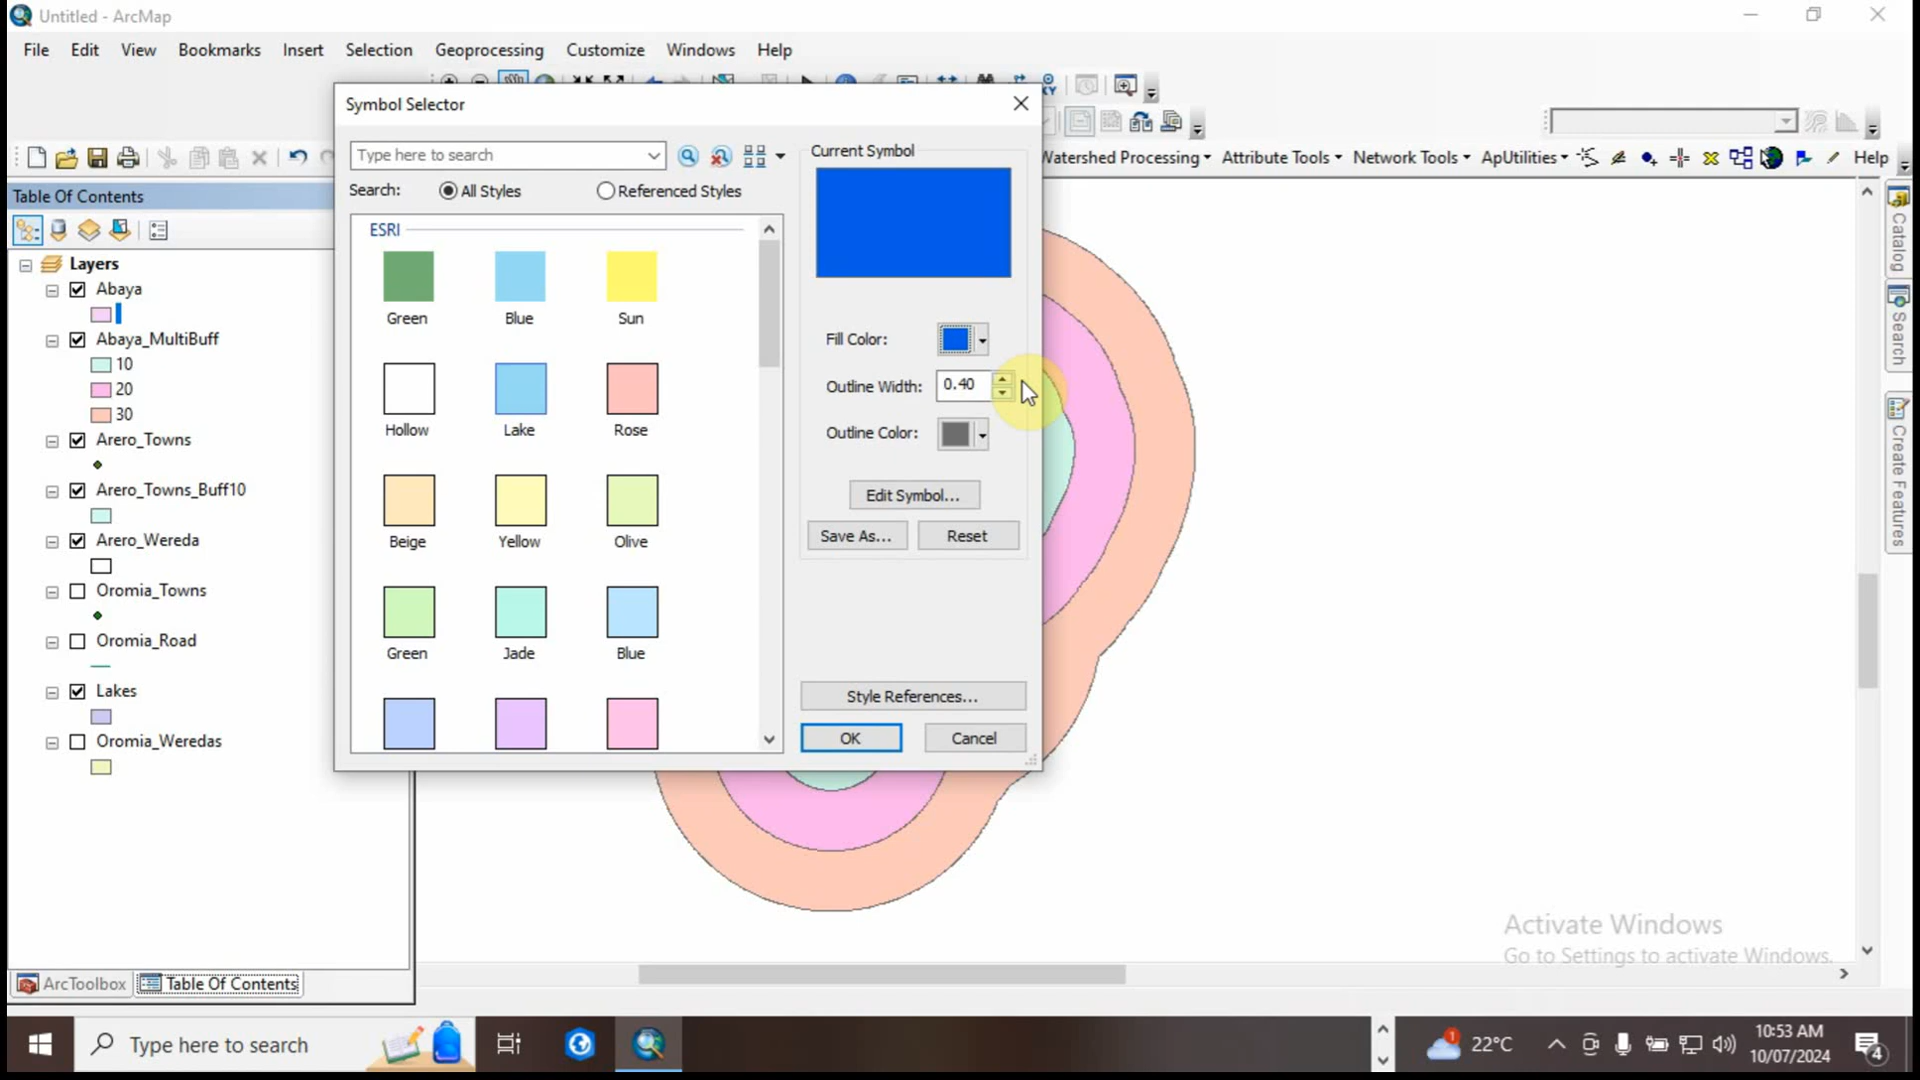 Untitled - ArcMap
File Edit View Bookmarks Insert Selection Geoprocessing Customize Windows Help
Symbol Selector
Type here to search
Search: All Styles Referenced Styles
ESRI
Green Blue Sun
Hollow Lake Rose
Beige Yellow Olive
Green Jade Blue
Current Symbol
Fill Color:
Outline Width: 0.40
Outline Color:
Edit Symbol...
Save As... Reset
Style References...
OK Cancel
Watershed Processing Attribute Tools Network Tools ApUtilities Help
Table Of Contents
Layers
Abaya
Abaya_MultiBuff
10
20
30
Arero_Towns
Arero_Towns_Buff10
Arero_Wereda
Oromia_Towns
Oromia_Road
Lakes
Oromia_Weredas
ArcToolbox Table Of Contents
Catalog
Search
Create Features
Activate Windows
Go to Settings to activate Windows.
Type here to search
1
22°C
10:53 AM
10/07/2024
4